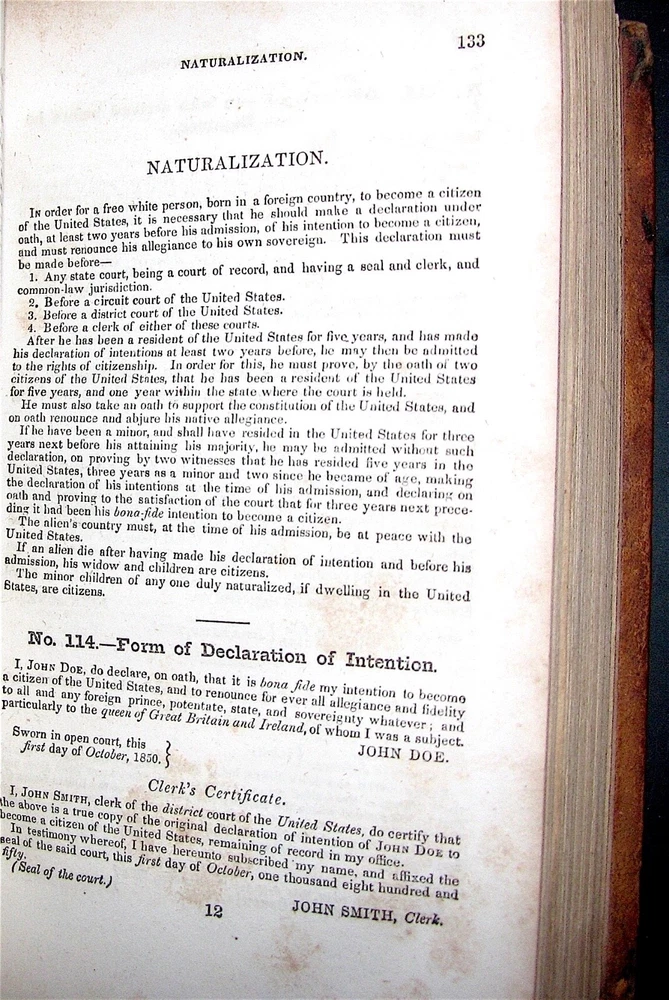 133
NATURALIZATION.
NATURALIZATION.
In order for a free white person, born in a foreign country, to become a citizen
of the United States, it is necessary that he should make a declaration under
oath, at least two years before his admission, of his intention to become a citizen,
and must renounce his allegiance to his own sovereign. This declaration must
be made before—
1. Any state court, being a court of record, and having a seal and clerk, and
common-law jurisdiction.
2. Before a circuit court of the United States.
3. Before a district court of the United States.
4. Before a clerk of either of these courts.
After he has been a resident of the United States for five years, and has made
his declaration of intentions at least two years before, he may then be admitted
to the rights of citizenship. In order for this, he must prove, by the oath of two
citizens of the United States, that he has been a resident of the United States
for five years, and one year within the state where the court is held.
He must also take an oath to support the constitution of the United States, and
on oath renounce and abjure his native allegiance.
If he have been a minor, and shall have resided in the United States for three
years next before his attaining his majority, he may be admitted without such
declaration, on proving by two witnesses that he has resided five years in the
United States, three years as a minor and two since he became of age, making
the declaration of his intentions at the time of his admission, and declaring on
oath and proving to the satisfaction of the court that for three years next prece-
ding it had been his bona-fide intention to become a citizen.
The alien's country must, at the time of his admission, be at peace with the
United States.
If an alien die after having made his declaration of intention and before his
admission, his widow and children are citizens.
The minor children of any one duly naturalized, if dwelling in the United
States, are citizens.
No. 114.—Form of Declaration of Intention.
I, John Doe, do declare, on oath, that it is bona fide my intention to become
a citizen of the United States, and to renounce for ever all allegiance and fidelity
to all and any foreign prince, potentate, state, and sovereignty whatever; and
particularly to the queen of Great Britain and Ireland, of whom I was a subject.
Sworn in open court, this
first day of October, 1850. }
JOHN DOE.
Clerk's Certificate.
I, John Smith, clerk of the district court of the United States, do certify that
the above is a true copy of the original declaration of intention of John Doe to
become a citizen of the United States, remaining of record in my office.
In testimony whereof, I have hereunto subscribed my name, and affixed the
seal of the said court, this first day of October, one thousand eight hundred and
fifty.
(Seal of the court.)
JOHN SMITH, Clerk.
12